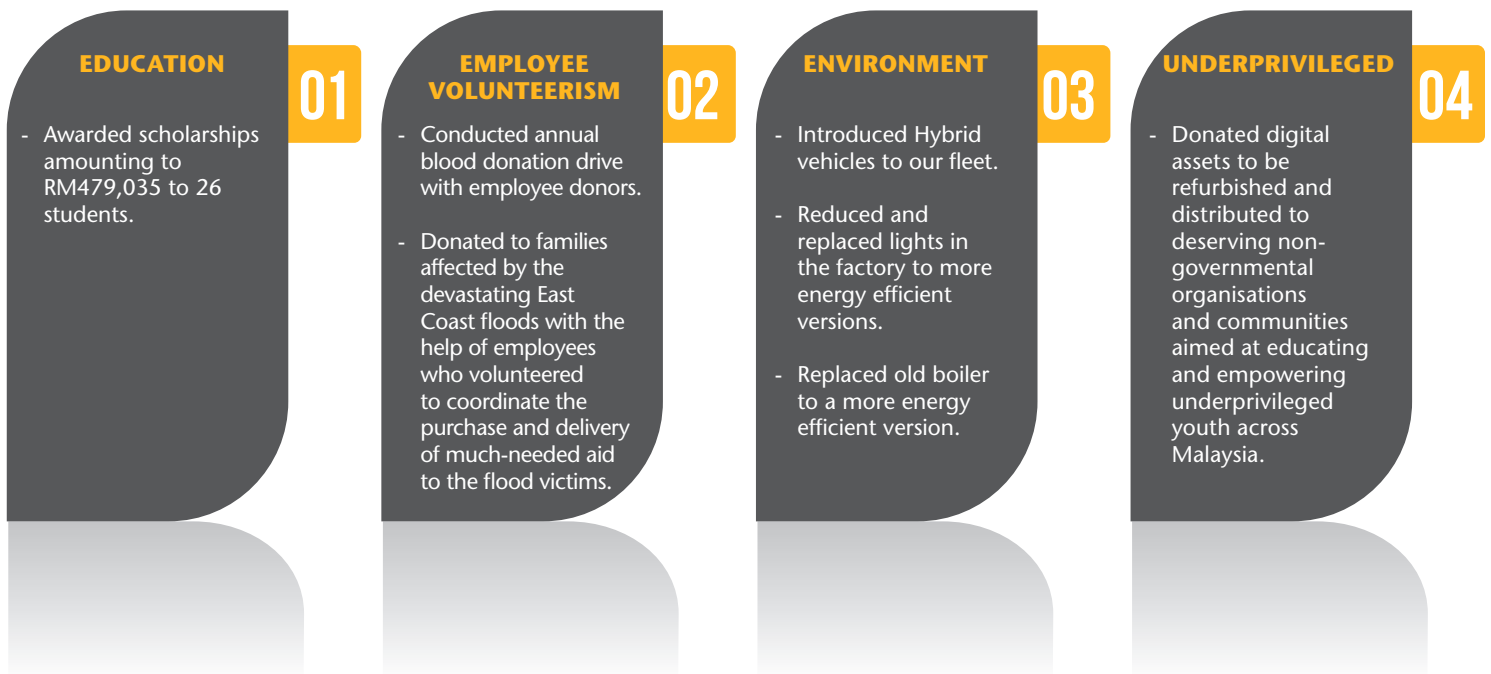 EDUCATION
01
- Awarded scholarships
amounting to
RM479,035 to 26
students.
EMPLOYEE
VOLUNTEERISM
02
- Conducted annual
blood donation drive
with employee donors.
- Donated to families
affected by the
devastating East
Coast floods with the
help of employees
who volunteered
to coordinate the
purchase and delivery
of much-needed aid
to the flood victims.
ENVIRONMENT
03
- Introduced Hybrid
vehicles to our fleet.
- Reduced and
replaced lights in
the factory to more
energy efficient
versions.
- Replaced old boiler
to a more energy
efficient version.
UNDERPRIVILEGED
04
- Donated digital
assets to be
refurbished and
distributed to
deserving non-
governmental
organisations
and communities
aimed at educating
and empowering
underprivileged
youth across
Malaysia.